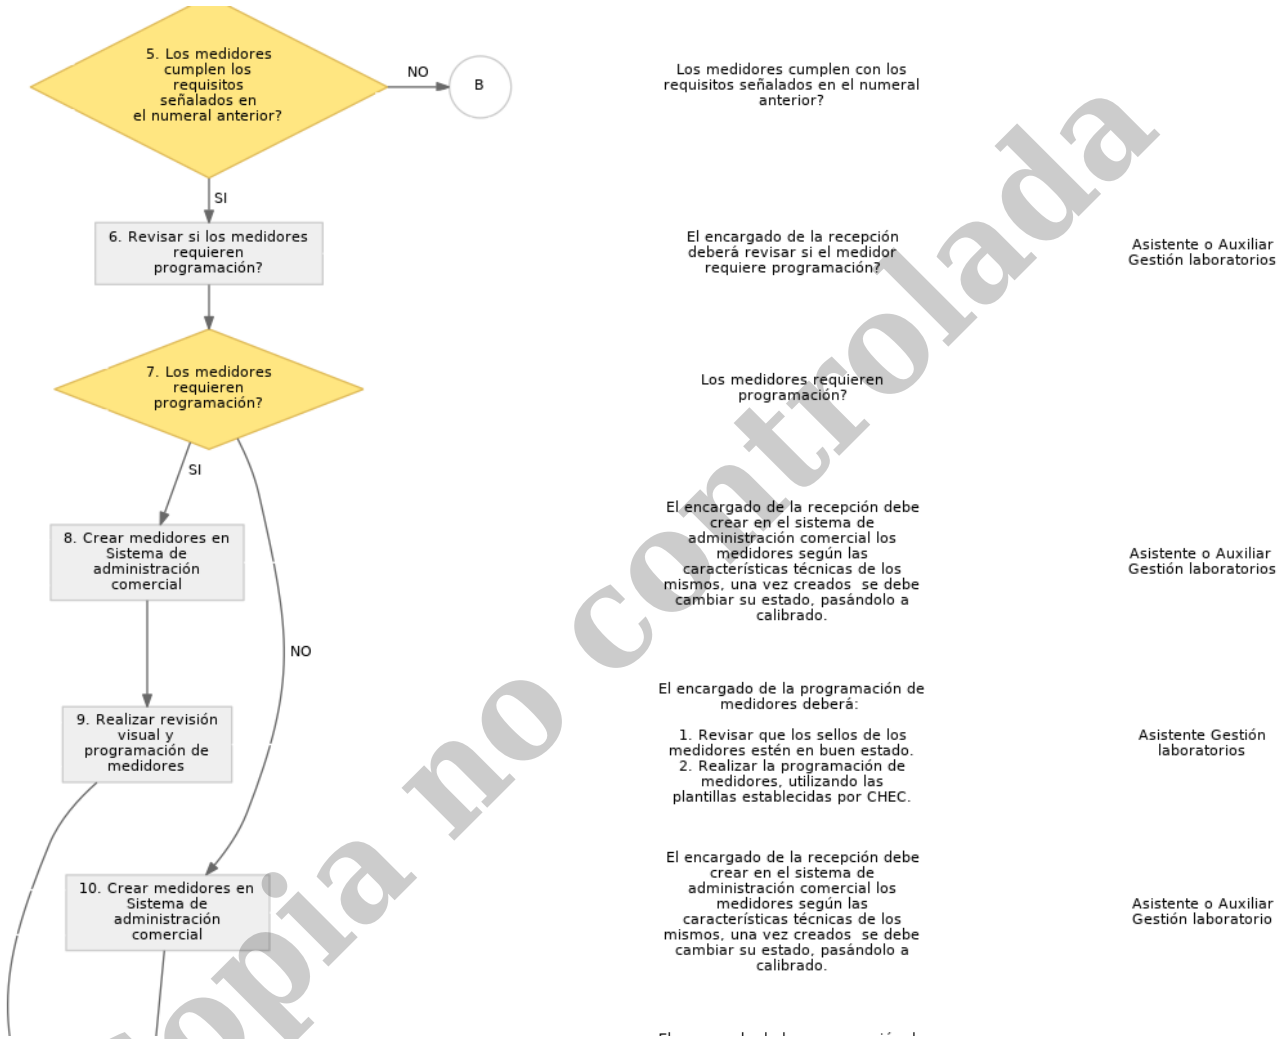 5. Los medidores
cumplen los
requisitos
señalados en
el numeral anterior?
NO
B
Los medidores cumplen con los
requisitos señalados en el numeral
anterior?
SI
6. Revisar si los medidores
requieren
programación?
El encargado de la recepción
deberá revisar si el medidor
requiere programación?
Asistente o Auxiliar
Gestión laboratorios
7. Los medidores
requieren
programación?
Los medidores requieren
programación?
SI
NO
8. Crear medidores en
Sistema de
administración
comercial
El encargado de la recepción debe
crear en el sistema de
administración comercial los
medidores según las
características técnicas de los
mismos, una vez creados  se debe
cambiar su estado, pasándolo a
calibrado.
Asistente o Auxiliar
Gestión laboratorios
9. Realizar revisión
visual y
programación de
medidores
El encargado de la programación de
medidores deberá:
1. Revisar que los sellos de los
medidores estén en buen estado.
2. Realizar la programación de
medidores, utilizando las
plantillas establecidas por CHEC.
Asistente Gestión
laboratorios
10. Crear medidores en
Sistema de
administración
comercial
El encargado de la recepción debe
crear en el sistema de
administración comercial los
medidores según las
características técnicas de los
mismos, una vez creados  se debe
cambiar su estado, pasándolo a
calibrado.
Asistente o Auxiliar
Gestión laboratorio
Copia no controlada